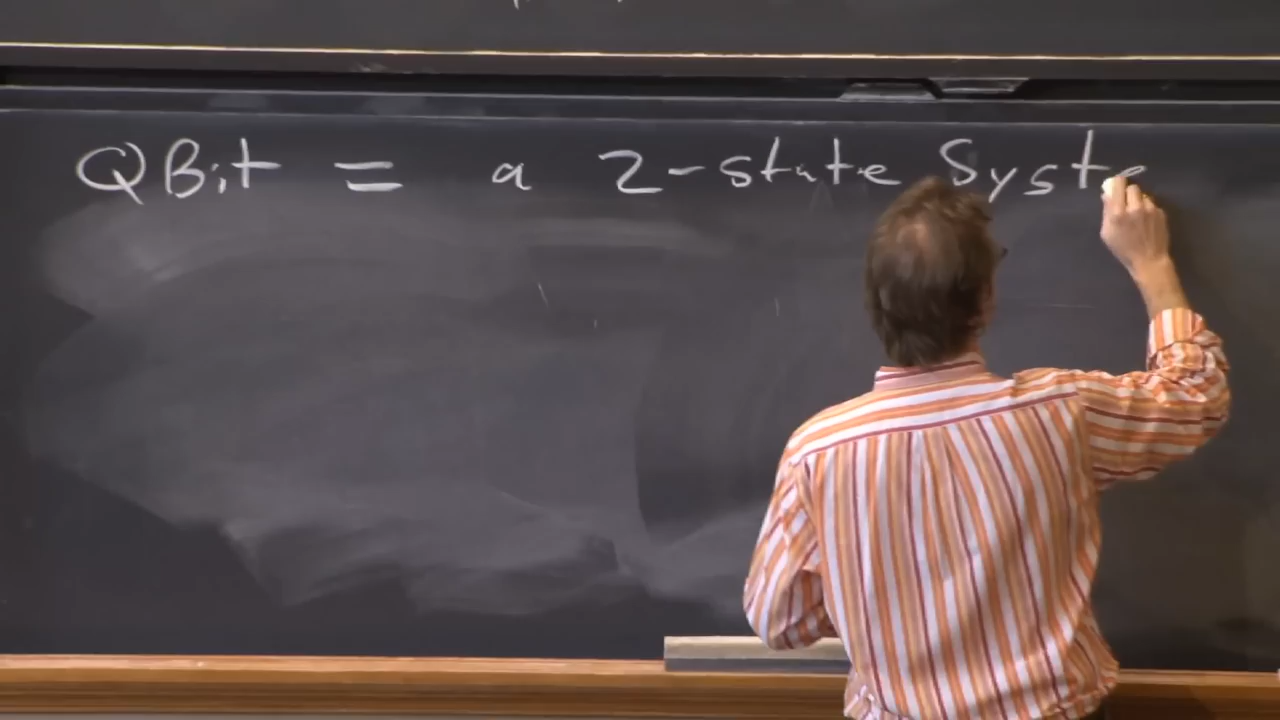 QBit = a 2-state Syste